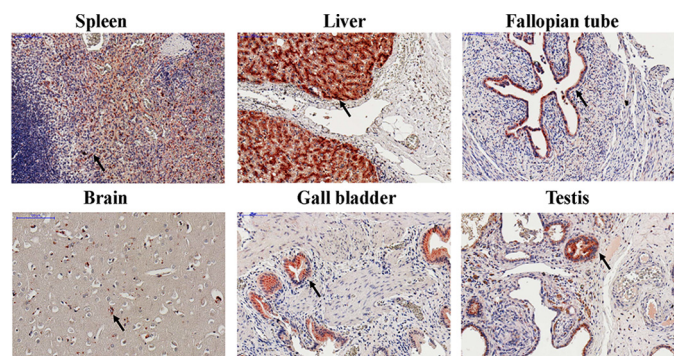 Spleen
Liver
Fallopian tube
Brain
Gall bladder
Testis